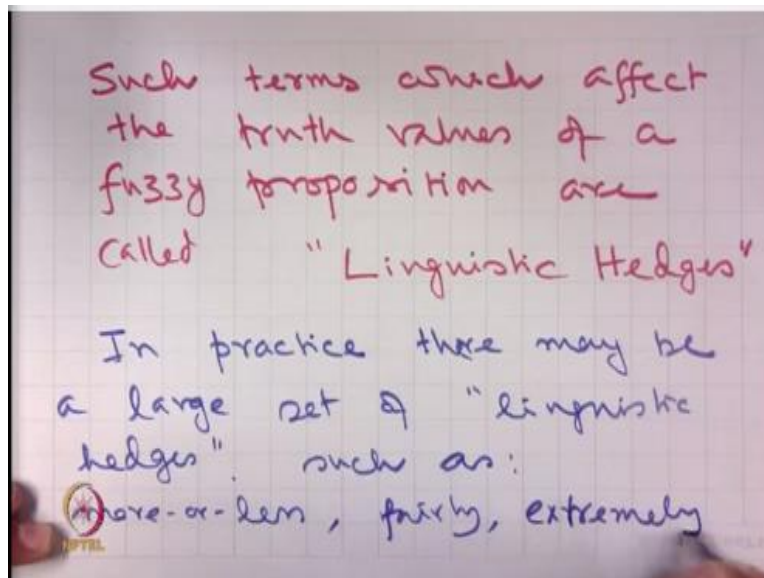 Such terms which affect
the truth values of a
fuzzy proposition are
called "Linguistic Hedges"
In practice there may be
a large set of "linguistic
hedges". such as:
more-or-less, fairly, extremely
NPTEL